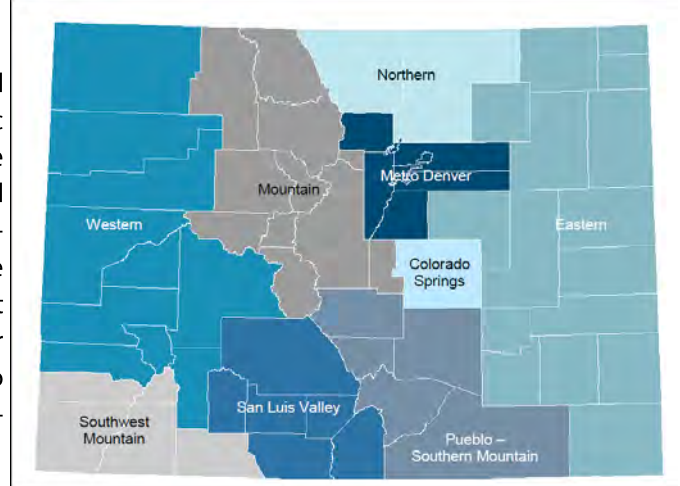 Northern
Metro Denver
Mountain
Western
Eastern
Colorado
Springs
San Luis Valley
Southwest
Mountain
Pueblo –
Southern Mountain